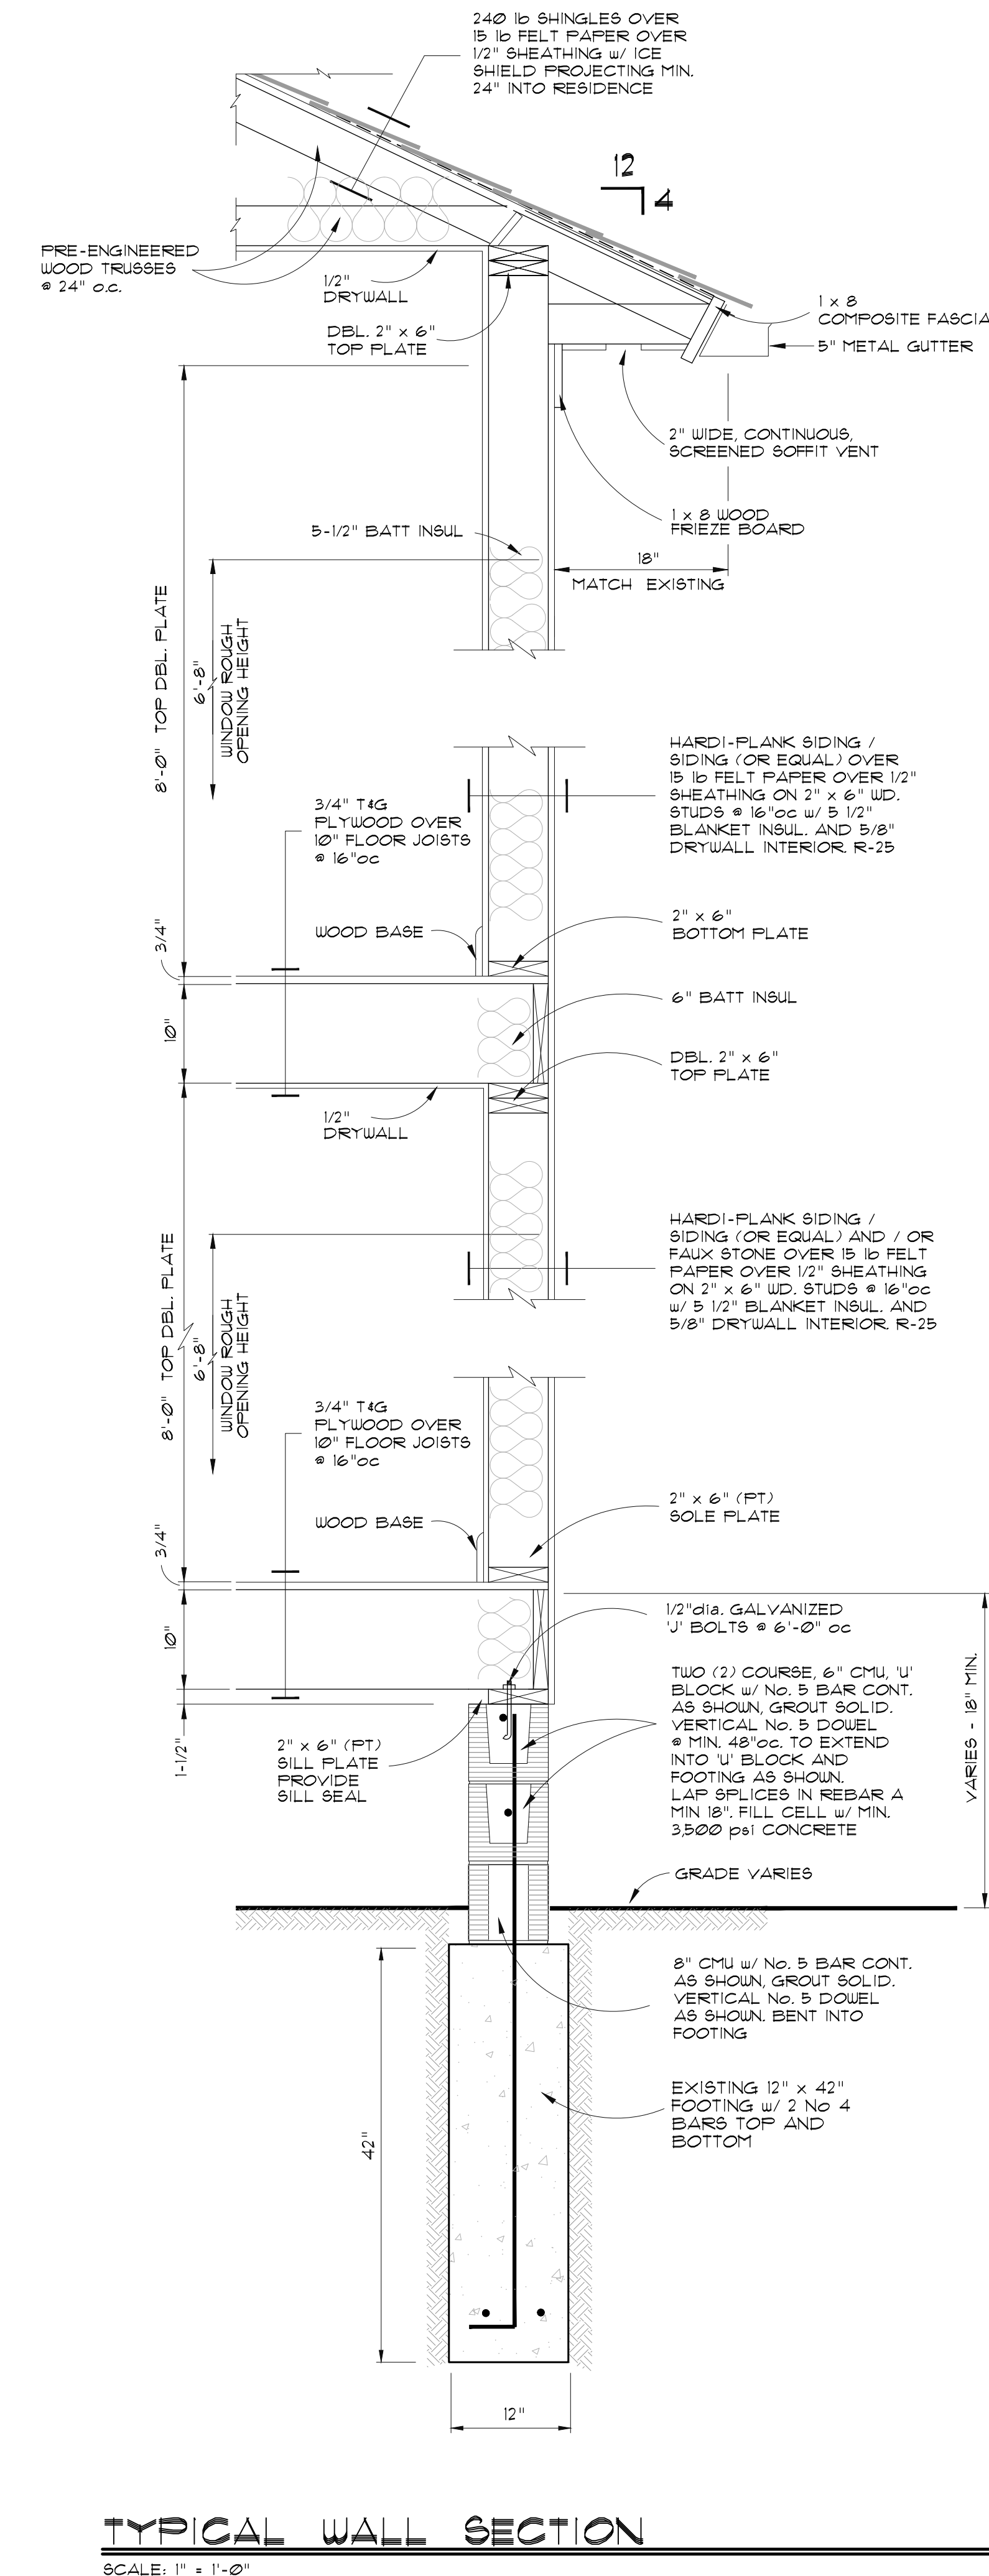 240 lb SHINGLES OVER
15 lb FELT PAPER OVER
1/2" SHEATHING w/ ICE
SHIELD PROJECTING MIN.
24" INTO RESIDENCE
12
4
PRE-ENGINEERED
WOOD TRUSSES
@ 24" o.c.
1/2"
DRYWALL
DBL. 2" x 6"
TOP PLATE
1 x 8
COMPOSITE FASCIA
5" METAL GUTTER
2" WIDE, CONTINUOUS,
SCREENED SOFFIT VENT
1 x 8 WOOD
FRIEZE BOARD
5-1/2" BATT INSUL
18"
MATCH EXISTING
8'-0" TOP DBL. PLATE
6'-8"
WINDOW ROUGH
OPENING HEIGHT
HARDI-PLANK SIDING /
SIDING (OR EQUAL) OVER
15 lb FELT PAPER OVER 1/2"
SHEATHING ON 2" x 6" WD.
STUDS @ 16"oc w/ 5 1/2"
BLANKET INSUL. AND 5/8"
DRYWALL INTERIOR. R-25
3/4" T&G
PLYWOOD OVER
10" FLOOR JOISTS
@ 16"oc
WOOD BASE
2" x 6"
BOTTOM PLATE
3/4"
10"
6" BATT INSUL
DBL. 2" x 6"
TOP PLATE
1/2"
DRYWALL
HARDI-PLANK SIDING /
SIDING (OR EQUAL) AND / OR
FAUX STONE OVER 15 lb FELT
PAPER OVER 1/2" SHEATHING
ON 2" x 6" WD. STUDS @ 16"oc
w/ 5 1/2" BLANKET INSUL. AND
5/8" DRYWALL INTERIOR. R-25
8'-0" TOP DBL. PLATE
6'-8"
WINDOW ROUGH
OPENING HEIGHT
3/4" T&G
PLYWOOD OVER
10" FLOOR JOISTS
@ 16"oc
WOOD BASE
2" x 6" (PT)
SOLE PLATE
3/4"
10"
1-1/2"
1/2"dia. GALVANIZED
'J' BOLTS @ 6'-0" oc
TWO (2) COURSE, 6" CMU, 'U'
BLOCK w/ No. 5 BAR CONT.
AS SHOWN, GROUT SOLID.
VERTICAL No. 5 DOWEL
@ MIN. 48"oc. TO EXTEND
INTO 'U' BLOCK AND
FOOTING AS SHOWN.
LAP SPLICES IN REBAR A
MIN 18". FILL CELL w/ MIN.
3,500 psi CONCRETE
VARIES - 18" MIN.
2" x 6" (PT)
SILL PLATE
PROVIDE
SILL SEAL
GRADE VARIES
8" CMU w/ No. 5 BAR CONT.
AS SHOWN, GROUT SOLID.
VERTICAL No. 5 DOWEL
AS SHOWN. BENT INTO
FOOTING
EXISTING 12" x 42"
FOOTING w/ 2 No 4
BARS TOP AND
BOTTOM
42"
12"
TYPICAL WALL SECTION
SCALE: 1" = 1'-0"